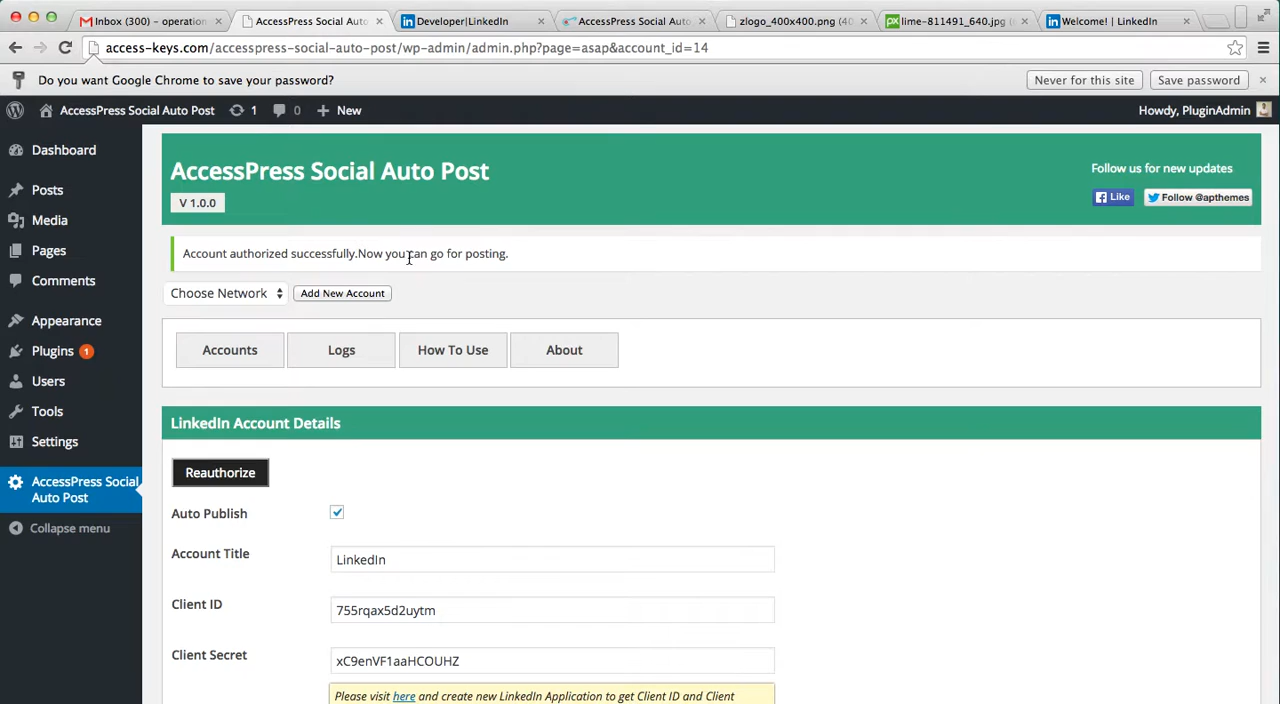 Inbox (300) – operation
AccessPress Social Auto
Developer|LinkedIn
AccessPress Social Auto
zlogo_400x400.png (400
lime-811491_640.jpg (
Welcome! | LinkedIn
access-keys.com/accesspress-social-auto-post/wp-admin/admin.php?page=asap&account_id=14
Do you want Google Chrome to save your password?
Never for this site
Save password
AccessPress Social Auto Post
1
0
New
Howdy, PluginAdmin
Dashboard
Posts
Media
Pages
Comments
Appearance
Plugins 1
Users
Tools
Settings
AccessPress Social
Auto Post
Collapse menu
AccessPress Social Auto Post
V 1.0.0
Follow us for new updates
Like
Follow @apthemes
Account authorized successfully.Now you can go for posting.
Choose Network
Add New Account
Accounts
Logs
How To Use
About
LinkedIn Account Details
Reauthorize
Auto Publish
Account Title
LinkedIn
Client ID
755rqax5d2uytm
Client Secret
xC9enVF1aaHCOUHZ
Please visit here and create new LinkedIn Application to get Client ID and Client